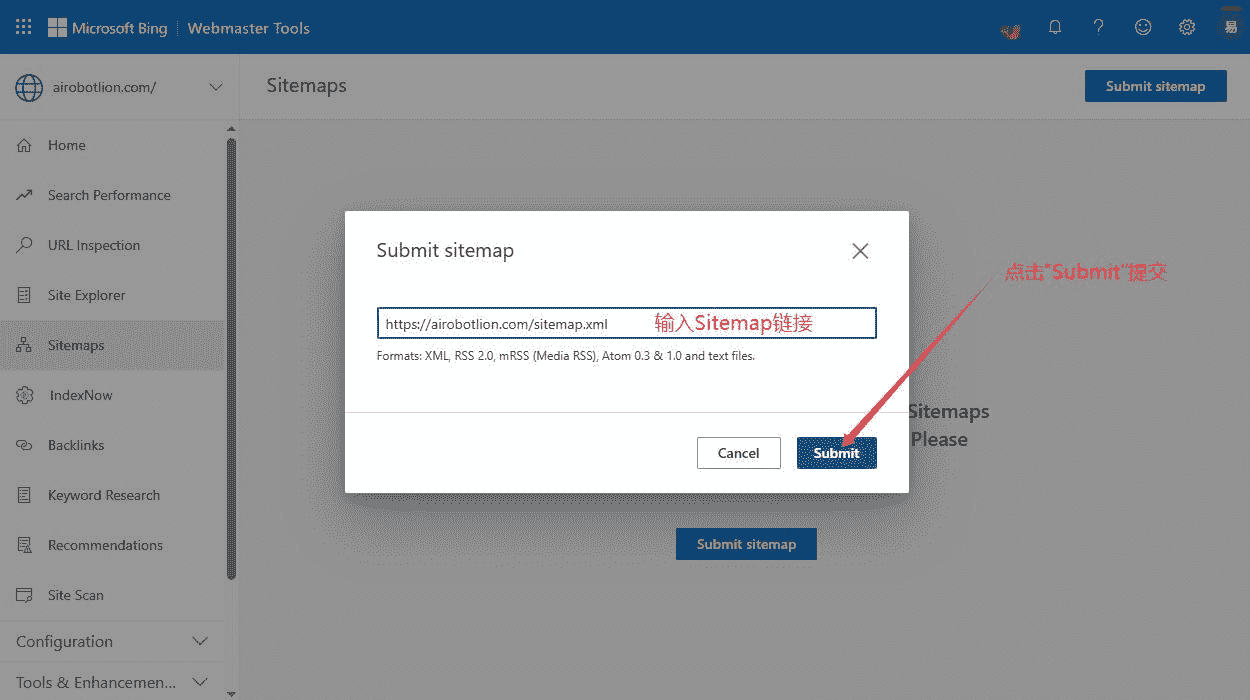 Microsoft Bing Webmaster Tools
易
airobotlion.com/
Sitemaps
Submit sitemap
Home
Search Performance
URL Inspection
Site Explorer
Sitemaps
IndexNow
Backlinks
Keyword Research
Recommendations
Site Scan
Configuration
Tools & Enhancemen...
Submit sitemap
https://airobotlion.com/sitemap.xml 输入Sitemap链接
Formats: XML, RSS 2.0, mRSS (Media RSS), Atom 0.3 & 1.0 and text files.
Cancel
Submit
点击"Submit"提交
Sitemaps
Please
Submit sitemap